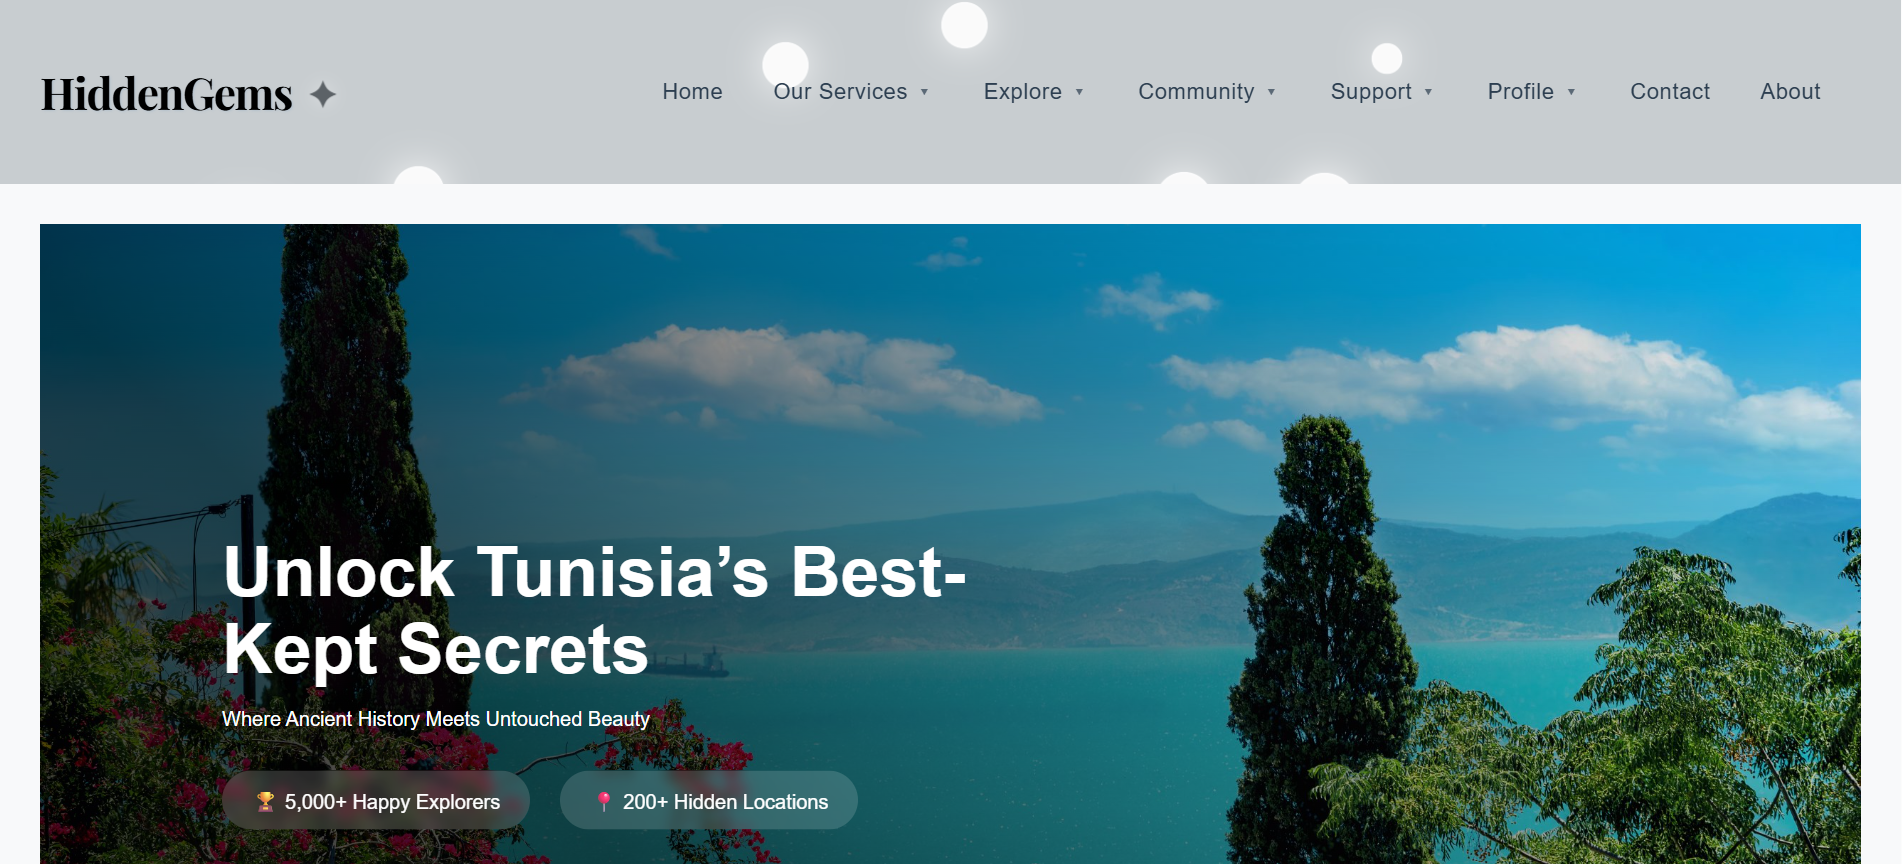 HiddenGems
Home Our Services Explore Community Support Profile Contact About
Unlock Tunisia’s Best-
Kept Secrets
Where Ancient History Meets Untouched Beauty
5,000+ Happy Explorers 200+ Hidden Locations